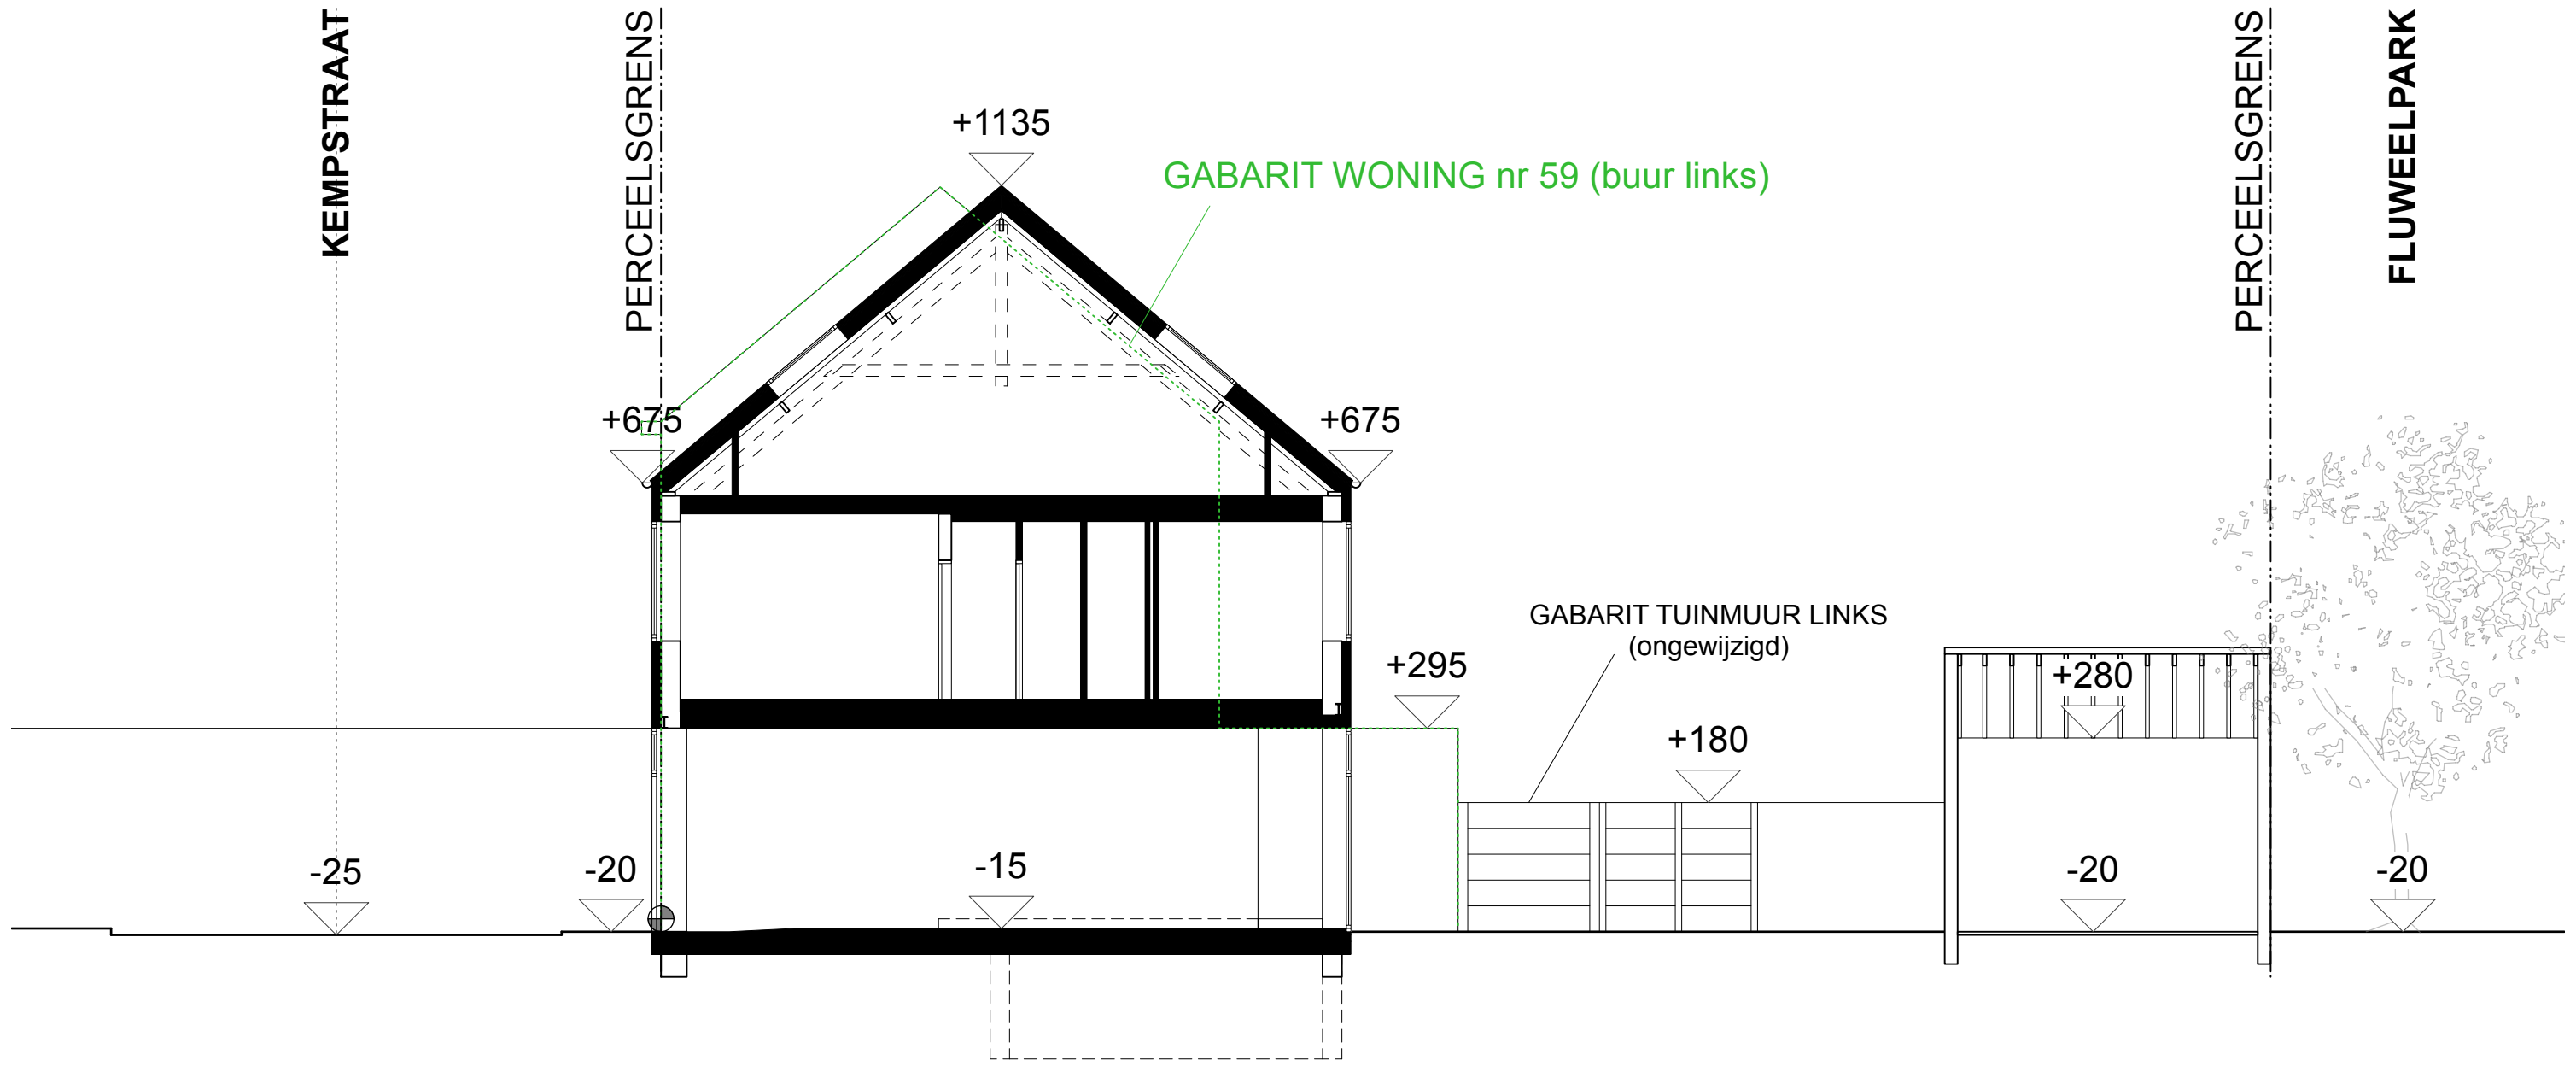 KEMPSTRAAT
PERCEELSGRENS
PERCEELSGRENS
FLUWEELPARK
+1135
GABARIT WONING nr 59 (buur links)
+675
+675
GABARIT TUINMUUR LINKS
(ongewijzigd)
+295
+280
+180
-25
-20
-15
-20
-20